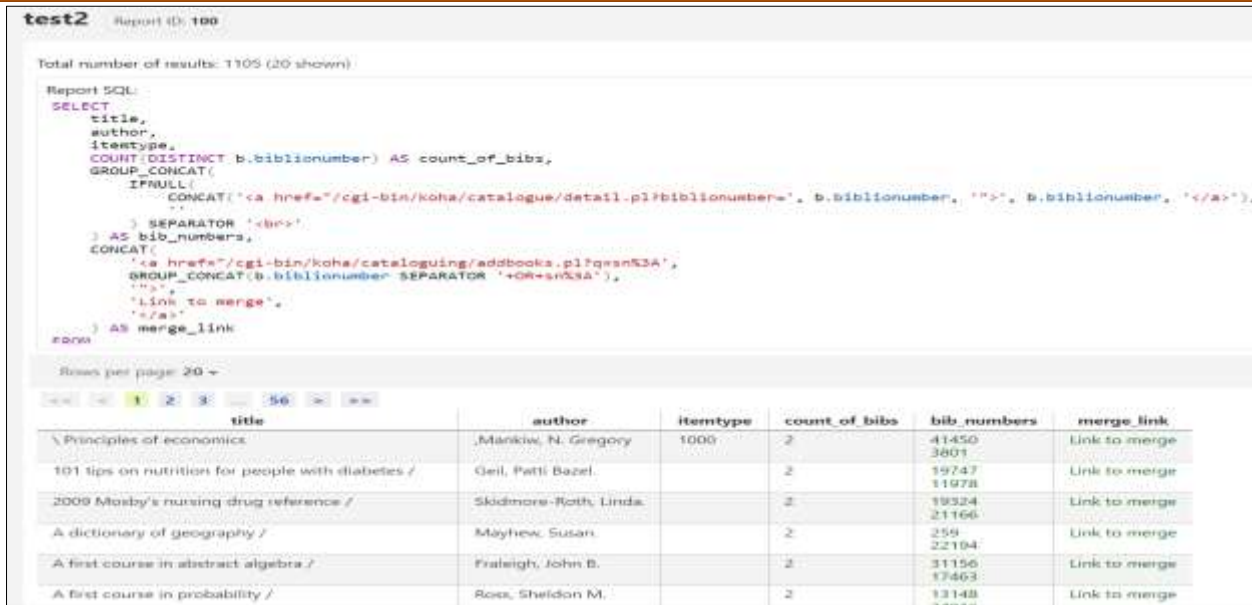 test2 Report ID: 100
Total number of results: 1105 (20 shown)
Report SQL:
SELECT
title,
author,
itemtype,
COUNT(DISTINCT b.biblionumber) AS count_of_bibs,
GROUP_CONCAT(
IFNULL(
CONCAT('<a href="/cgi-bin/koha/catalogue/detail.pl?biblionumber=', b.biblionumber, '">', b.biblionumber, '</a>'),
''
) SEPARATOR '<br>'
) AS bib_numbers,
CONCAT(
'<a href="/cgi-bin/koha/cataloguing/addbooks.pl?q=sn%3A',
GROUP_CONCAT(b.biblionumber SEPARATOR '+OR+sn%3A'),
'">',
'Link to merge',
'</a>'
) AS merge_link
FROM
Rows per page: 20
<< < 1 2 3 ... 56 > >>
title author itemtype count_of_bibs bib_numbers merge_link
\ Principles of economics ,Mankiw, N. Gregory 1000 2 41450 Link to merge
3801
101 tips on nutrition for people with diabetes / Geil, Patti Bazel. 2 19747 Link to merge
11978
2009 Mosby's nursing drug reference / Skidmore-Roth, Linda. 2 19324 Link to merge
21166
A dictionary of geography / Mayhew, Susan. 2 259 Link to merge
22194
A first course in abstract algebra / Fraleigh, John B. 2 31156 Link to merge
17463
A first course in probability / Ross, Sheldon M. 2 13148 Link to merge